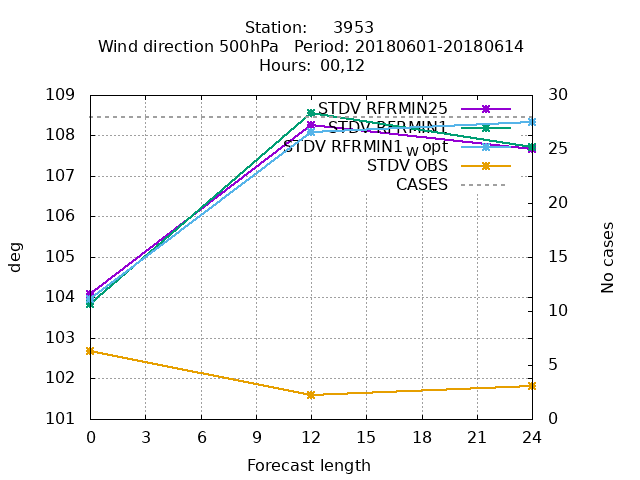 Station: 3953
Wind direction 500hPa Period: 20180601-20180614
Hours: 00,12
109 30
STDV RFRMIN25
STDV RFRMIN1
108
STDV RFRMIN1_W opt
25
STDV OBS
107
CASES
106 20
105 15
104 10
103
5
102
101 0
0 3 6 9 12 15 18 21 24
Forecast length
deg
No cases